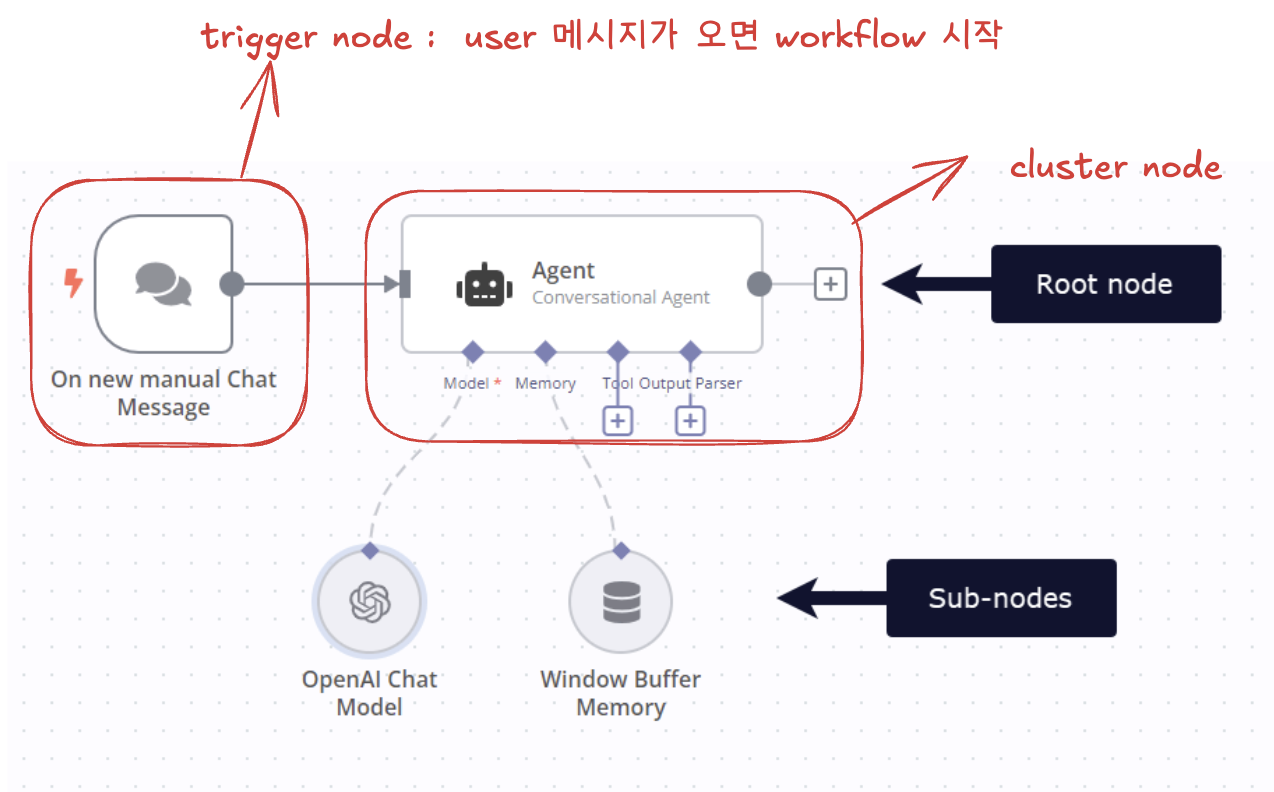 trigger node : user 메시지가 오면 workflow 시작
cluster node
Agent
Conversational Agent
Root node
On new manual Chat
Message
Model * Memory Tool Output Parser
Sub-nodes
OpenAI Chat
Model
Window Buffer
Memory